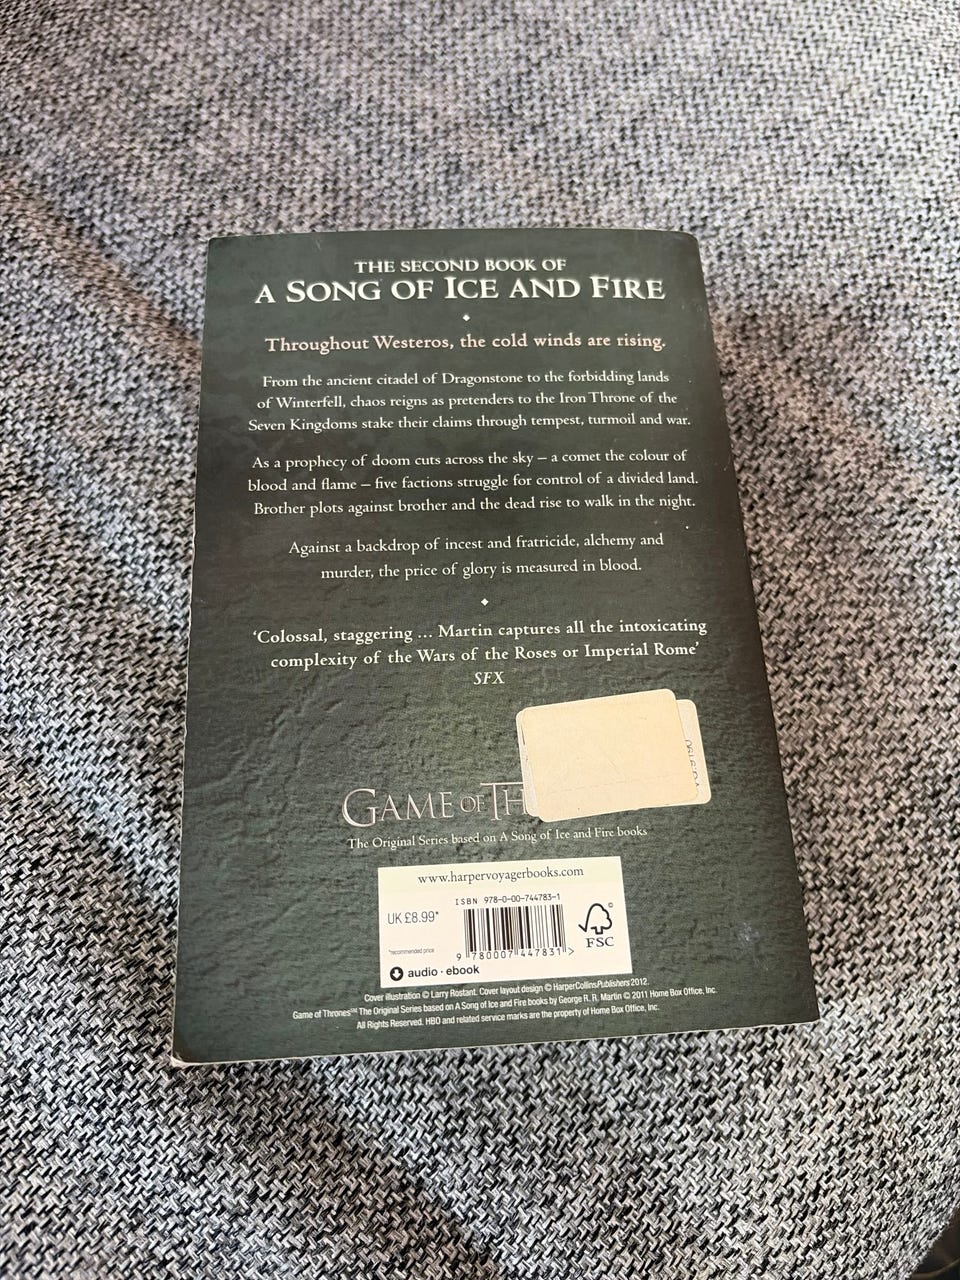 THE SECOND BOOK OF
A SONG OF ICE AND FIRE
Throughout Westeros, the cold winds are rising.
From the ancient citadel of Dragonstone to the forbidding lands
of Winterfell, chaos reigns as pretenders to the Iron Throne of the
Seven Kingdoms stake their claims through tempest, turmoil and war.
As a prophecy of doom cuts across the sky – a comet the colour of
blood and flame – five factions struggle for control of a divided land.
Brother plots against brother and the dead rise to walk in the night.
Against a backdrop of incest and fratricide, alchemy and
murder, the price of glory is measured in blood.
‘Colossal, staggering ... Martin captures all the intoxicating
complexity of the Wars of the Roses or Imperial Rome’
SFX
GAME OF TH
The Original Series based on A Song of Ice and Fire books
www.harpervoyagerbooks.com
ISBN 978-0-00-744783-1
UK £8.99*
*recommended price
9 780007 447831 >
FSC
audio · ebook
Cover illustration © Larry Rostant. Cover layout design © HarperCollinsPublishers 2012.
Game of Thrones℠ The Original Series based on A Song of Ice and Fire books by George R. R. Martin © 2011 Home Box Office, Inc.
All Rights Reserved. HBO and related service marks are the property of Home Box Office, Inc.